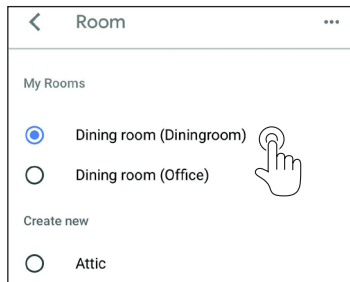 Room
My Rooms
Dining room (Diningroom)
Dining room (Office)
Create new
Attic